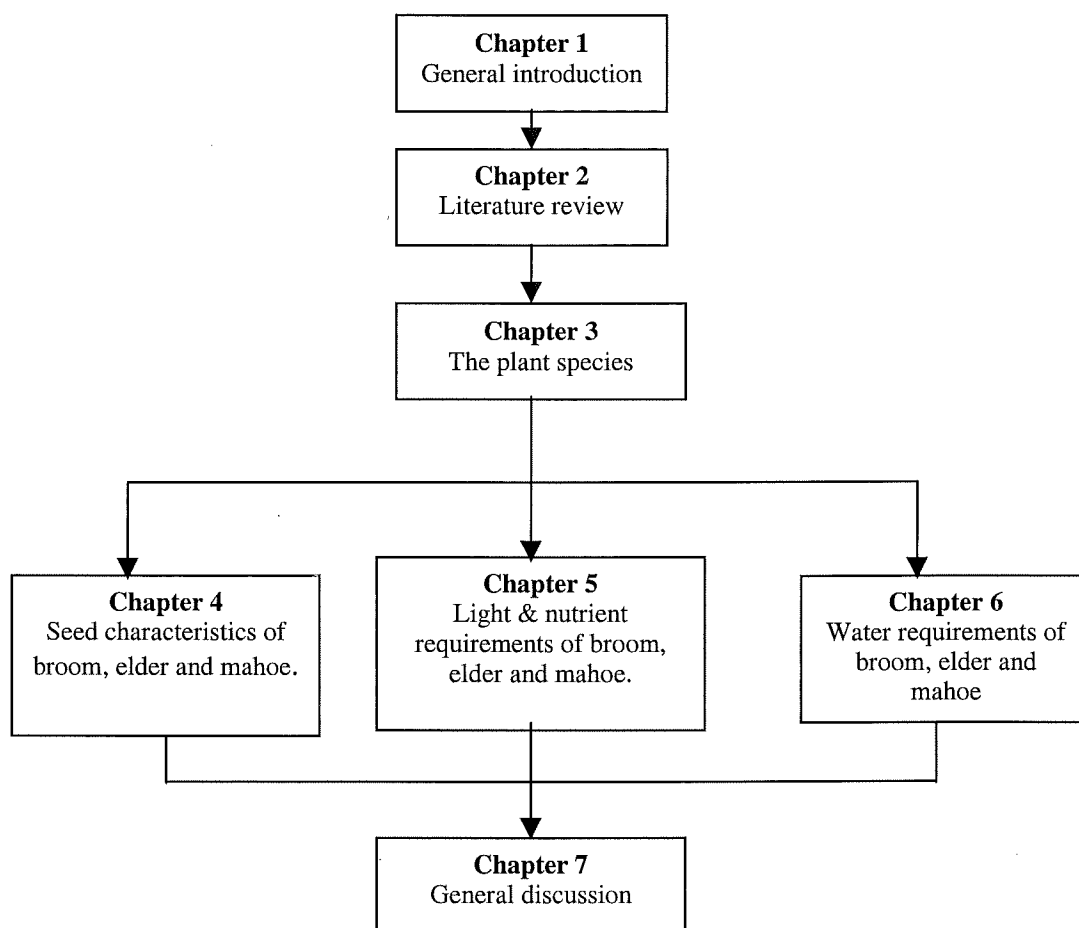 Chapter 1
General introduction
Chapter 2
Literature review
Chapter 3
The plant species
Chapter 4
Seed characteristics of
broom, elder and mahoe.
Chapter 5
Light & nutrient
requirements of broom,
elder and mahoe.
Chapter 6
Water requirements of
broom, elder and
mahoe
Chapter 7
General discussion